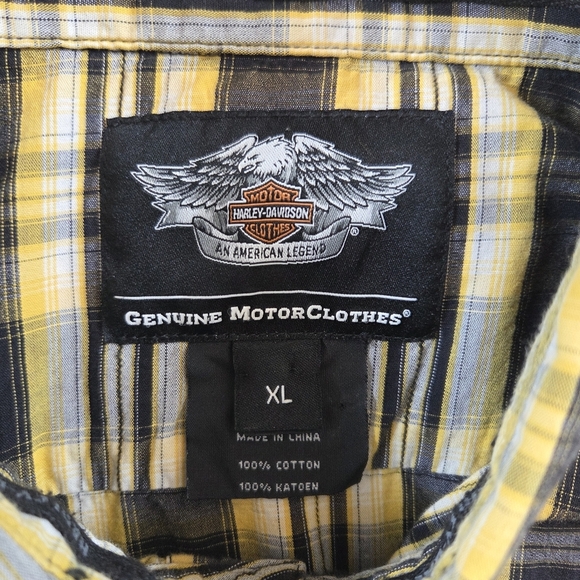 MOTOR
HARLEY-DAVIDSON
CLOTHES
®
AN AMERICAN LEGEND
GENUINE MOTORCLOTHES®
XL
MADE IN CHINA
100% COTTON
100% KATOEN